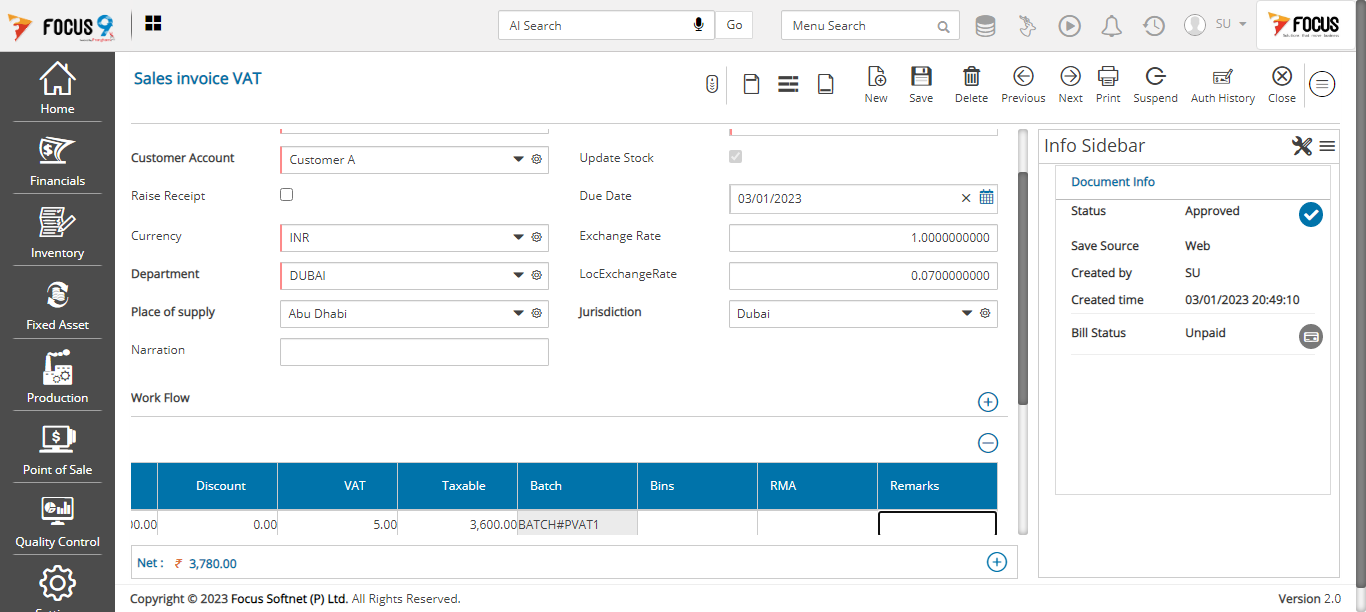 FOCUS 9
AI Search
Go
Menu Search
SU
FOCUS
Home
Financials
Inventory
Fixed Asset
Production
Point of Sale
Quality Control
Sales invoice VAT
New
Save
Delete
Previous
Next
Print
Suspend
Auth History
Close
Customer Account
Customer A
Update Stock
Raise Receipt
Due Date
03/01/2023
Currency
INR
Exchange Rate
1.0000000000
Department
DUBAI
LocExchangeRate
0.0700000000
Place of supply
Abu Dhabi
Jurisdiction
Dubai
Narration
Work Flow
Discount VAT Taxable Batch Bins RMA Remarks
00.00 0.00 5.00 3,600.00 BATCH#PVAT1
Net : ₹ 3,780.00
Info Sidebar
Document Info
Status Approved
Save Source Web
Created by SU
Created time 03/01/2023 20:49:10
Bill Status Unpaid
Copyright © 2023 Focus Softnet (P) Ltd. All Rights Reserved.
Version 2.0